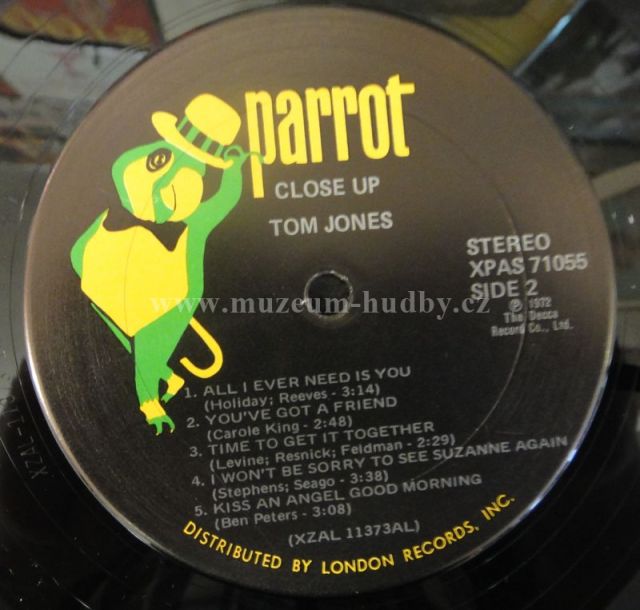 parrot
CLOSE UP
TOM JONES
STEREO
XPAS 71055
SIDE 2
℗ 1972
The Decca
Record Co., Ltd.
www.muzeum-hudby.cz
1. ALL I EVER NEED IS YOU
(Holiday; Reeves - 3:14)
2. YOU'VE GOT A FRIEND
(Carole King - 2:48)
3. TIME TO GET IT TOGETHER
(Levine; Resnick; Feldman - 2:29)
4. I WON'T BE SORRY TO SEE SUZANNE AGAIN
(Stephens; Seago - 3:38)
5. KISS AN ANGEL GOOD MORNING
(Ben Peters - 3:08)
(XZAL 11373AL)
DISTRIBUTED BY LONDON RECORDS, INC.